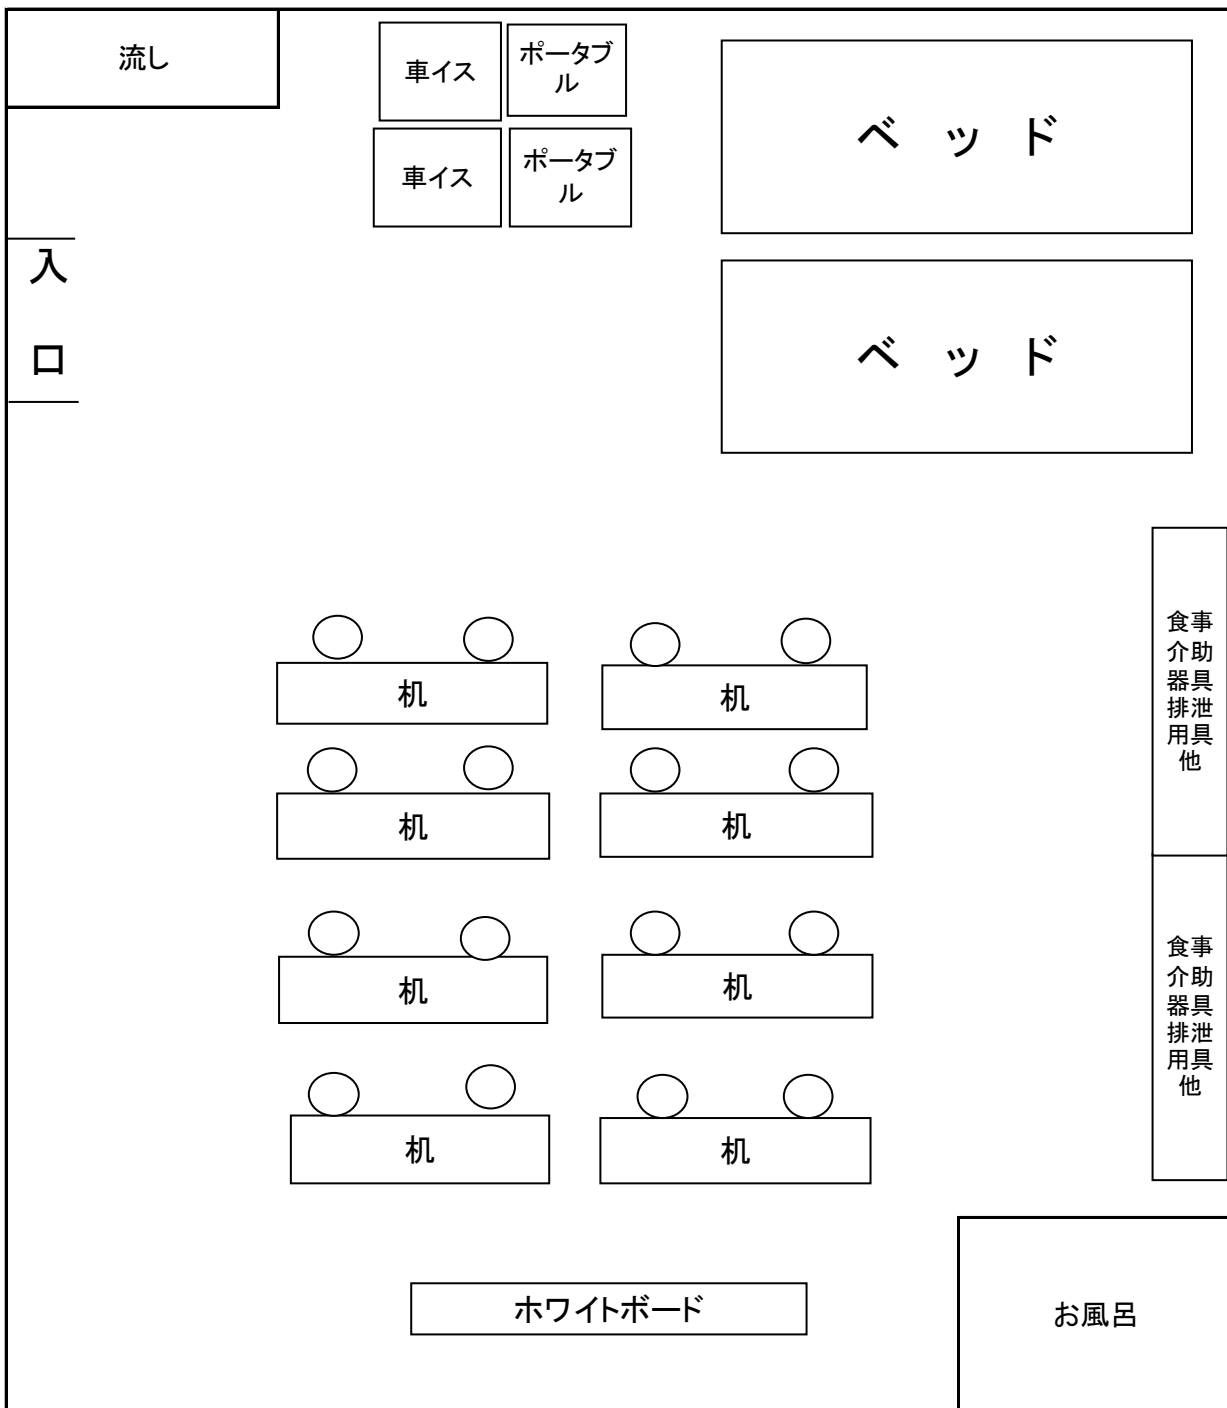 流し
車イス
ポータブ
ル
車イス
ポータブ
ル
ベッド
ベッド
入
口
食事
介助
器具
排泄
用具
他
机
机
机
机
机
机
机
机
食事
介助
器具
排泄
用具
他
ホワイトボード
お風呂